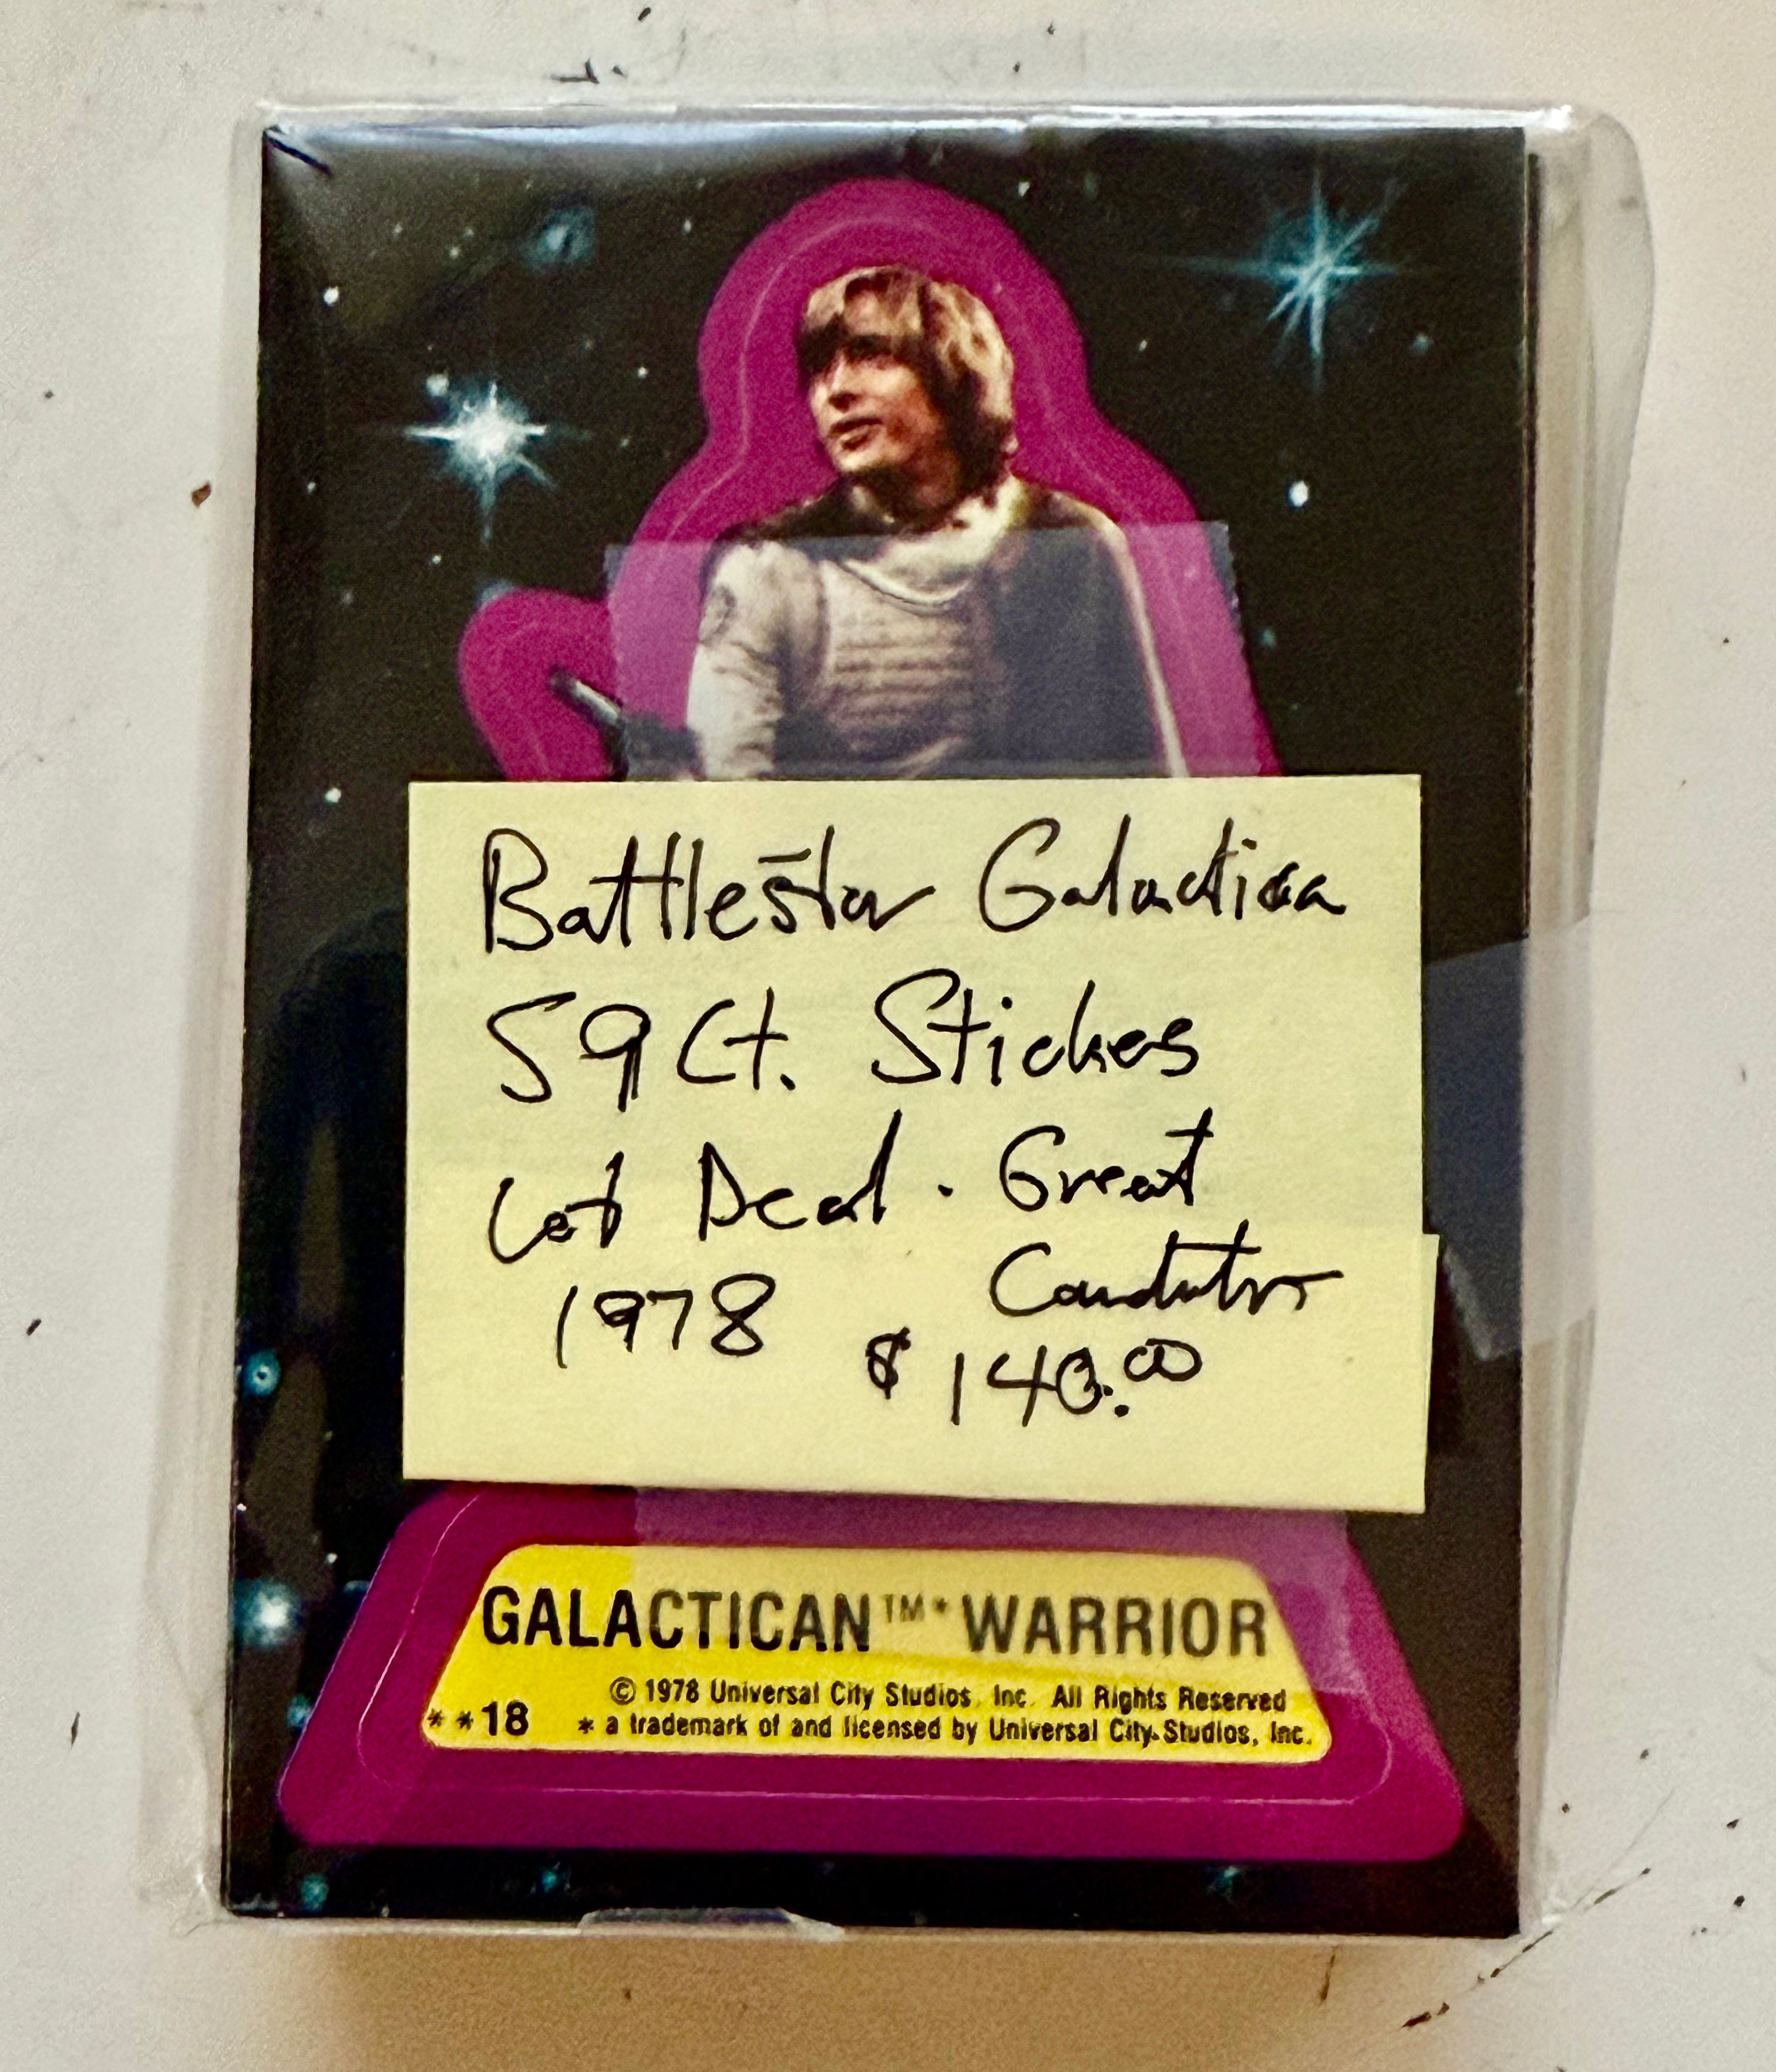 Battlestar Galactica
59 Ct. Stickers
Lot Deal . Great
Condition
1978
$140.00
GALACTICAN™* WARRIOR
© 1978 Universal City Studios, Inc. All Rights Reserved
**18 * a trademark of and licensed by Universal City Studios, Inc.